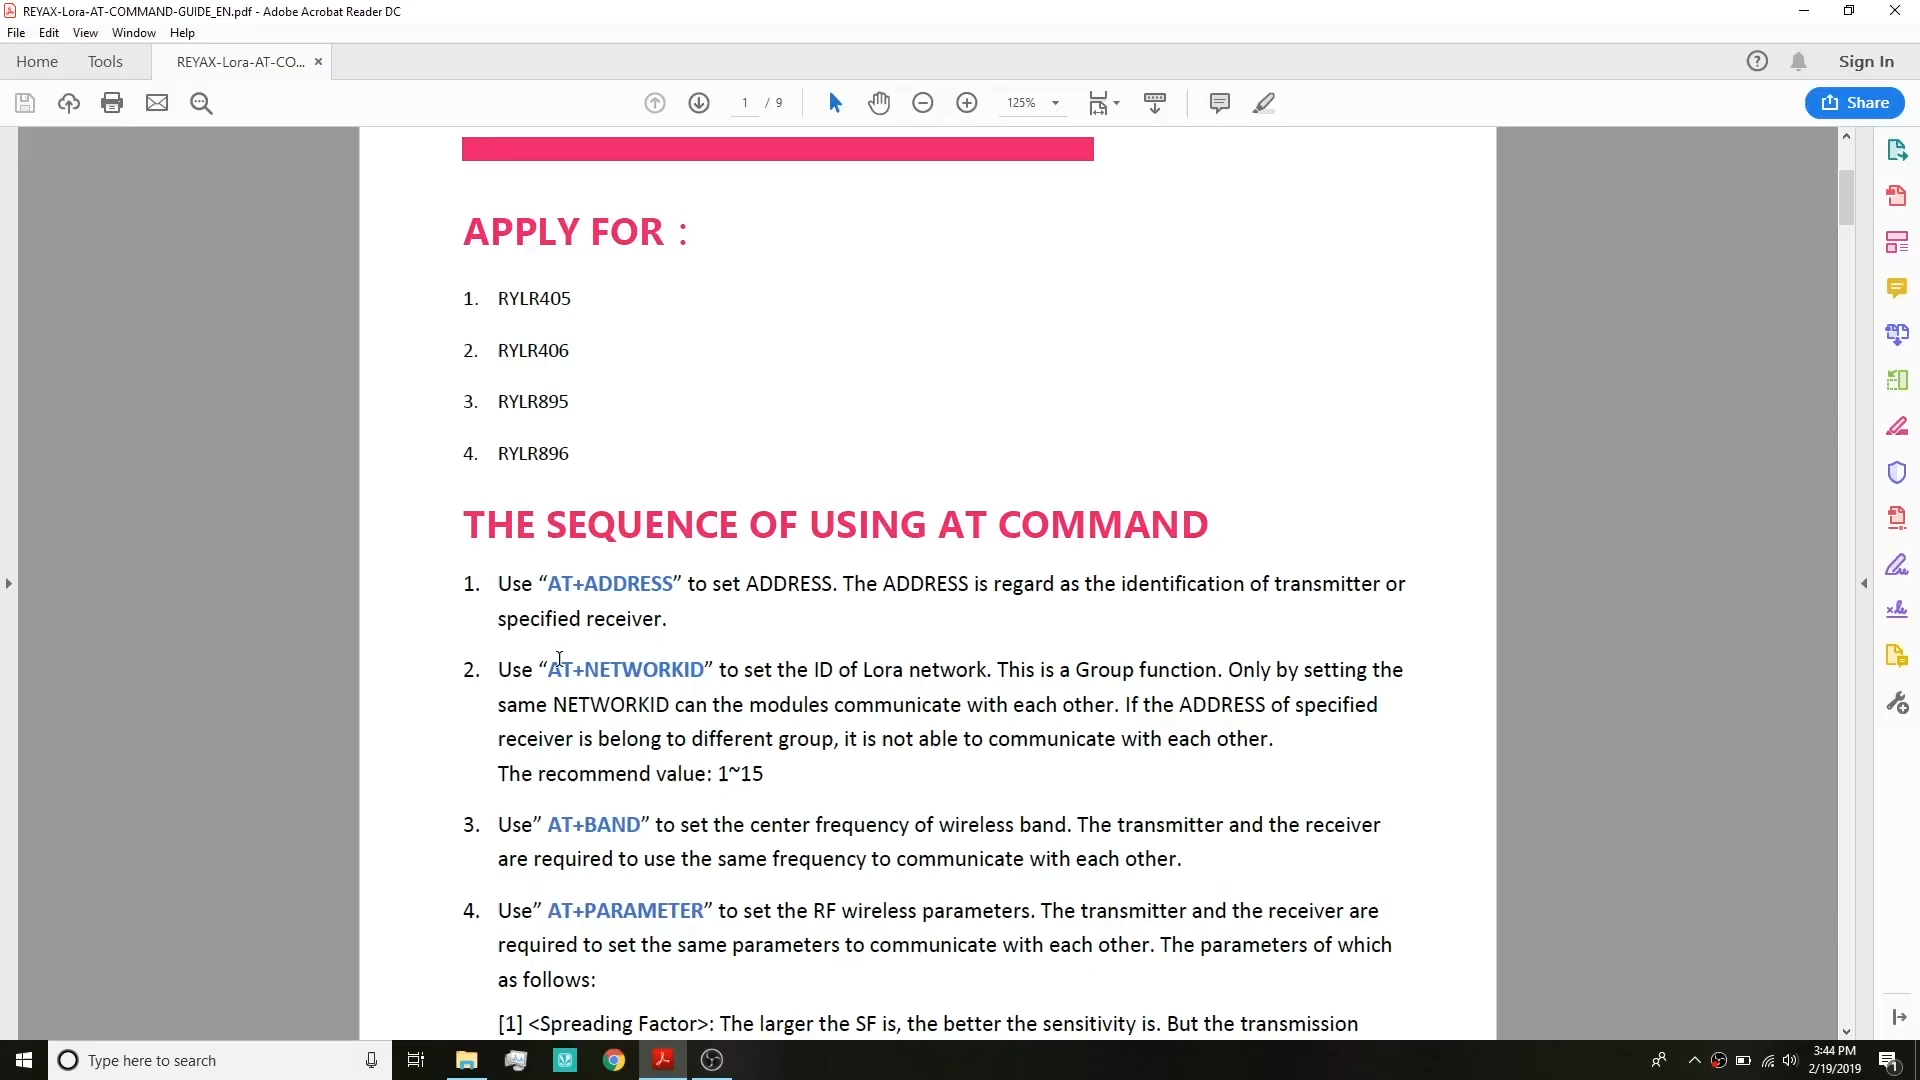 REYAX-Lora-AT-COMMAND-GUIDE_EN.pdf - Adobe Acrobat Reader DC
File Edit View Window Help
Home Tools REYAX-Lora-AT-CO... × Sign In
1 / 9 125% Share
APPLY FOR：
1. RYLR405
2. RYLR406
3. RYLR895
4. RYLR896
THE SEQUENCE OF USING AT COMMAND
1. Use “AT+ADDRESS” to set ADDRESS. The ADDRESS is regard as the identification of transmitter or
specified receiver.
2. Use “AT+NETWORKID” to set the ID of Lora network. This is a Group function. Only by setting the
same NETWORKID can the modules communicate with each other. If the ADDRESS of specified
receiver is belong to different group, it is not able to communicate with each other.
The recommend value: 1~15
3. Use” AT+BAND” to set the center frequency of wireless band. The transmitter and the receiver
are required to use the same frequency to communicate with each other.
4. Use” AT+PARAMETER” to set the RF wireless parameters. The transmitter and the receiver are
required to set the same parameters to communicate with each other. The parameters of which
as follows:
[1] <Spreading Factor>: The larger the SF is, the better the sensitivity is. But the transmission
Type here to search
3:44 PM
2/19/2019
1